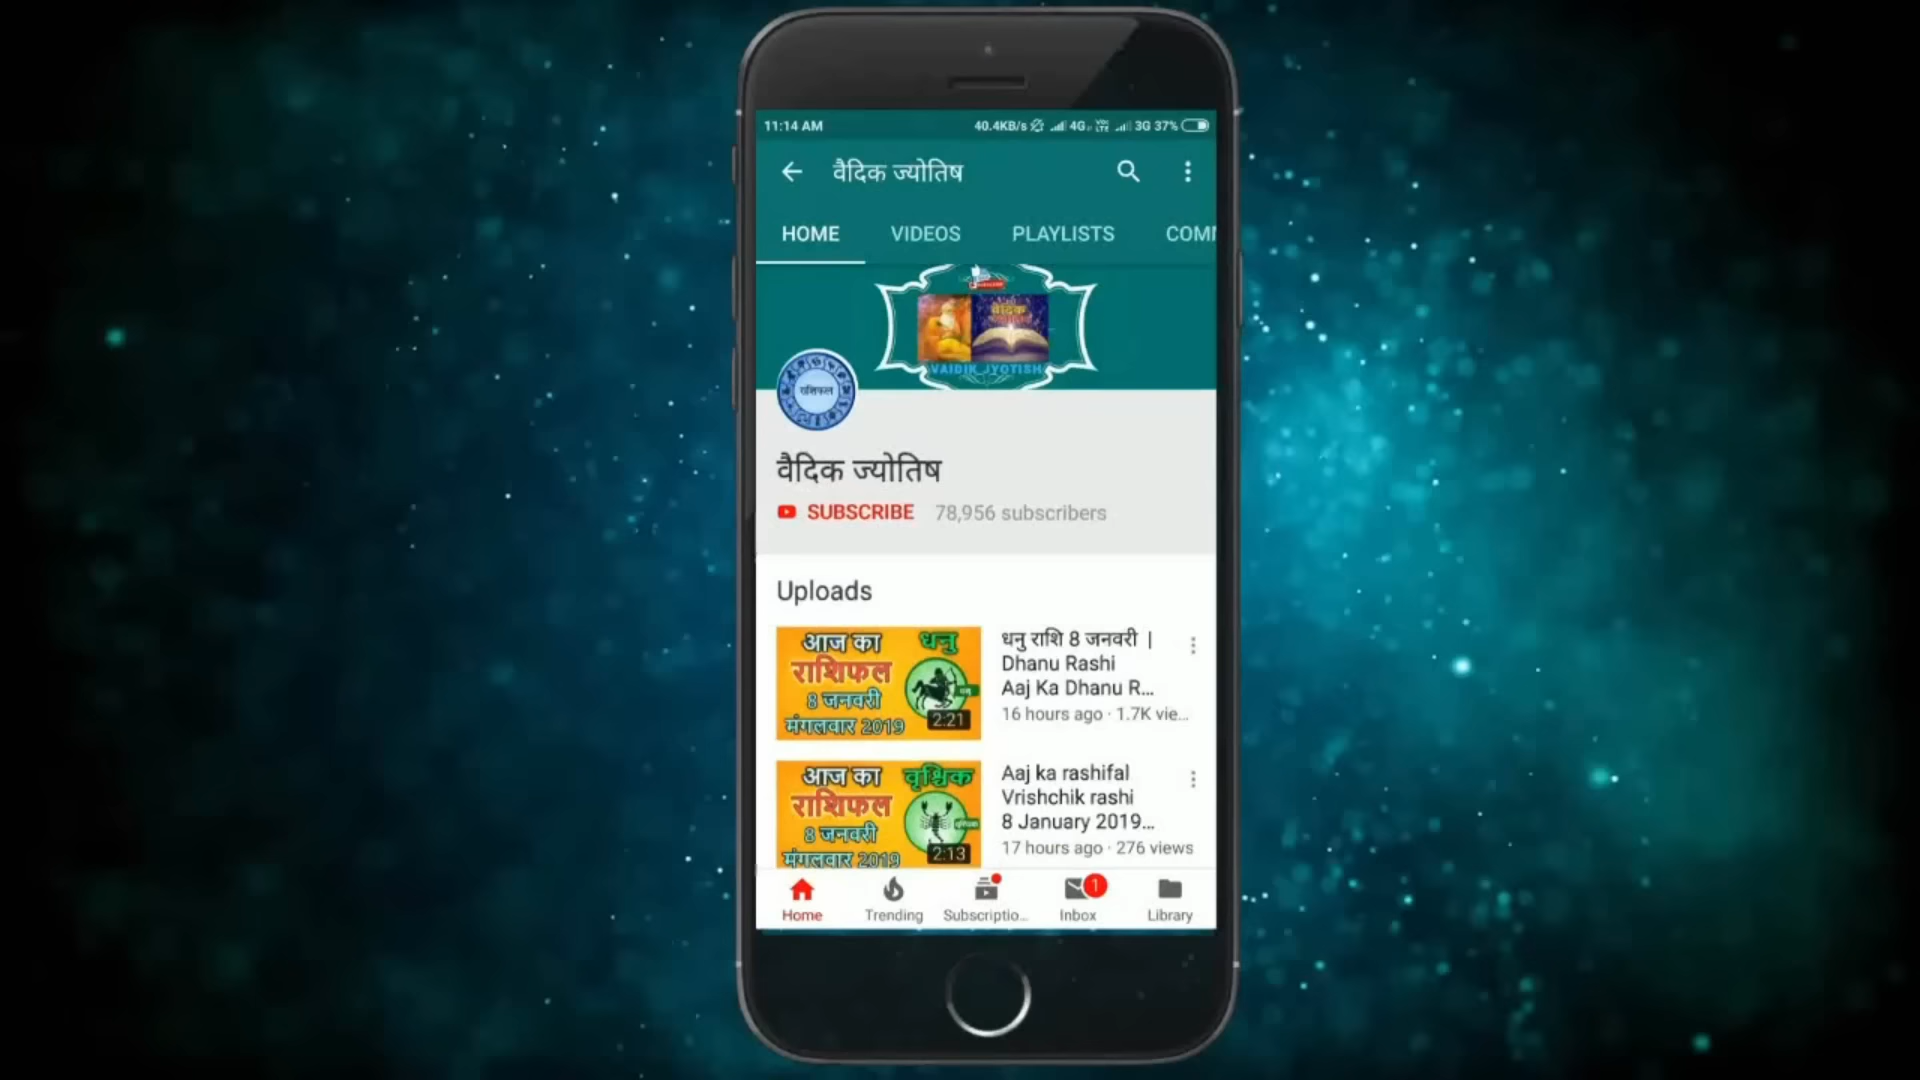 11:14 AM 40.4KB/s 4G VoLTE 3G 37%
वैदिक ज्योतिष
HOME VIDEOS PLAYLISTS COM
वैदिक
VAIDIK JYOTISH
राशिफल
वैदिक ज्योतिष
SUBSCRIBE 78,956 subscribers
Uploads
आज का धनु
राशिफल
8 जनवरी
मंगलवार 2019
2:21
धनु राशि 8 जनवरी |
Dhanu Rashi
Aaj Ka Dhanu R...
16 hours ago · 1.7K vie...
आज का वृश्चिक
राशिफल
8 जनवरी
मंगलवार 2019
2:13
Aaj ka rashifal
Vrishchik rashi
8 January 2019...
17 hours ago · 276 views
1
Home Trending Subscriptio... Inbox Library